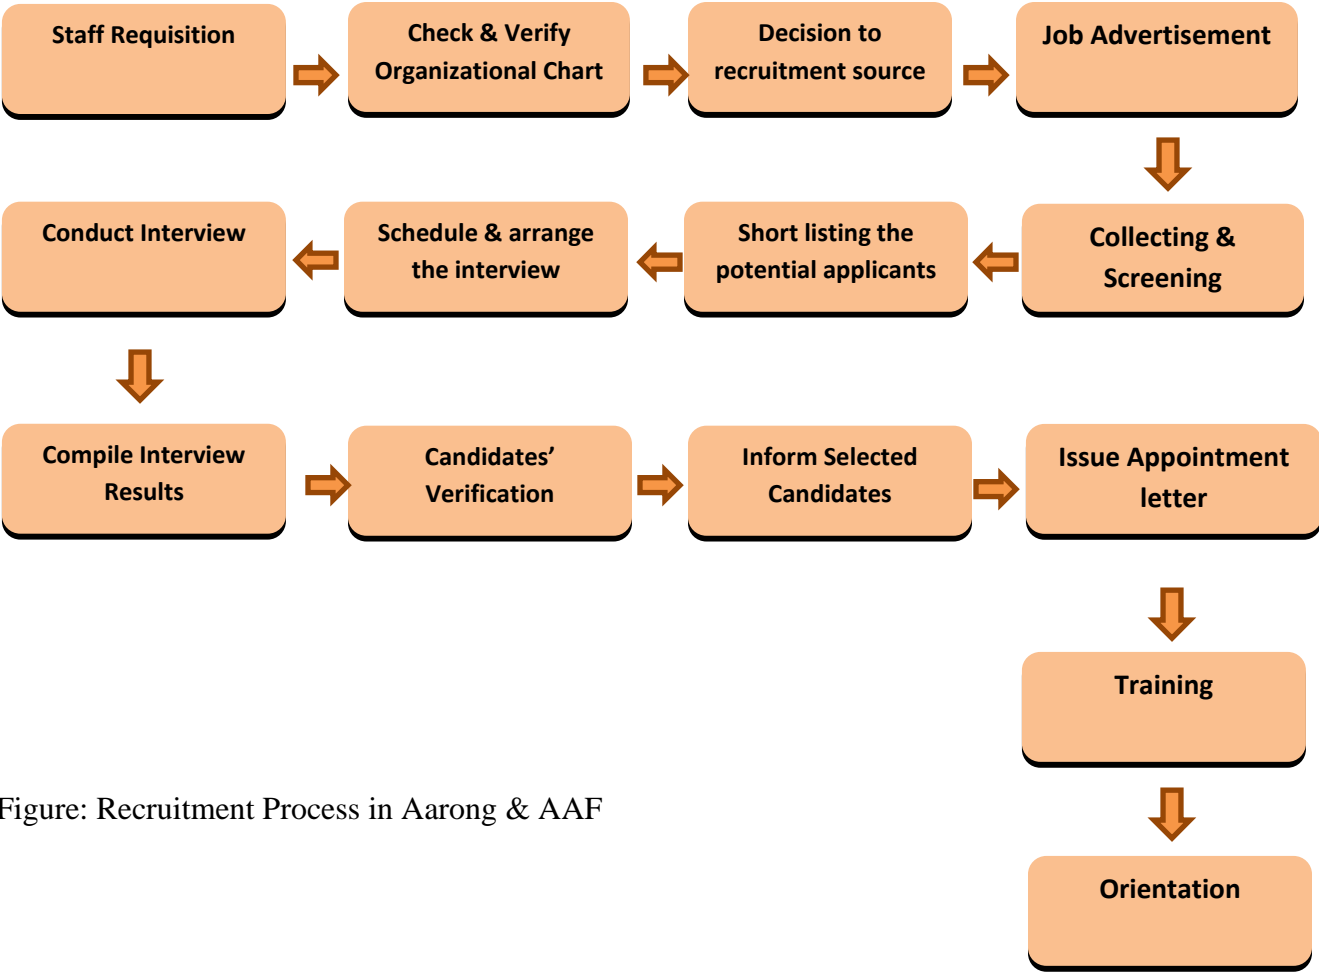 Staff Requisition
Check & Verify
Organizational Chart
Decision to
recruitment source
Job Advertisement
Collecting &
Screening
Short listing the
potential applicants
Schedule & arrange
the interview
Conduct Interview
Compile Interview
Results
Candidates’
Verification
Inform Selected
Candidates
Issue Appointment
letter
Training
Orientation
Figure: Recruitment Process in Aarong & AAF